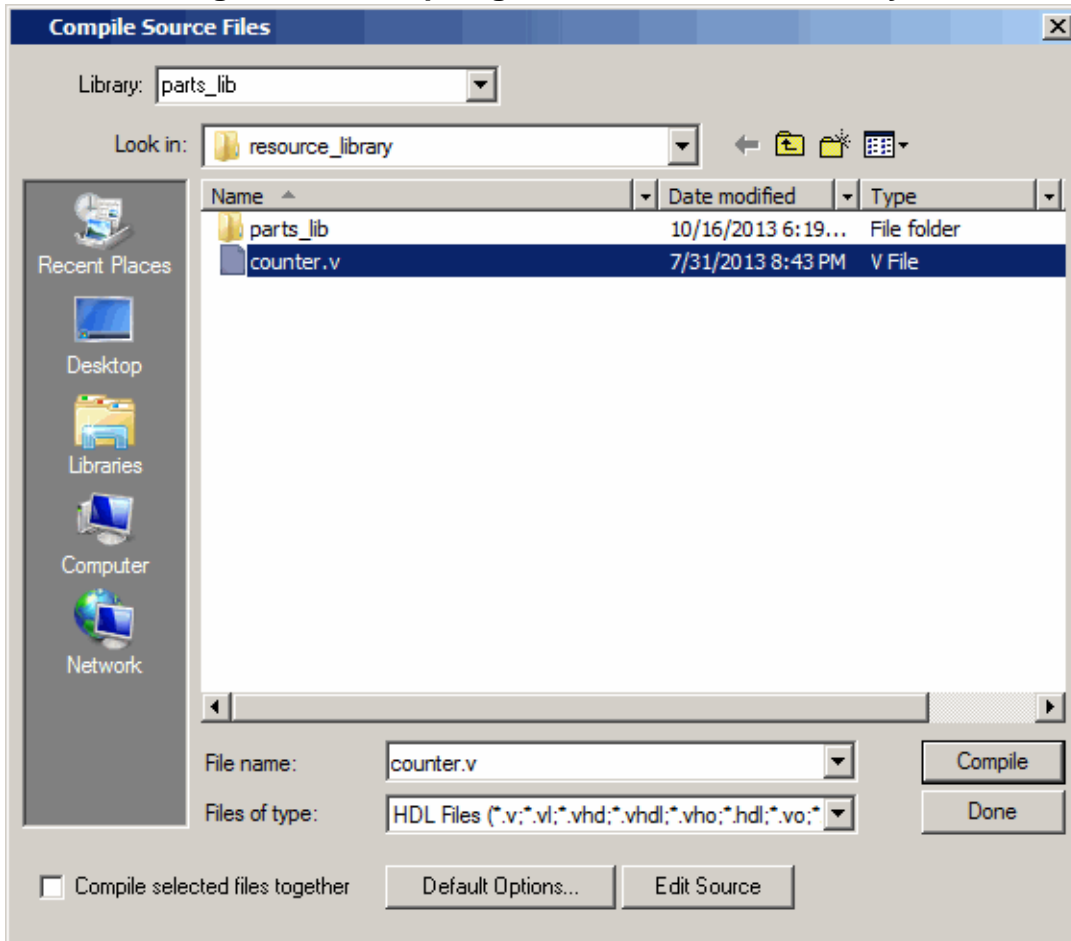 Compile Source Files
Library: parts_lib
Look in: resource_library
Name Date modified Type
parts_lib 10/16/2013 6:19... File folder
counter.v 7/31/2013 8:43 PM V File
Recent Places
Desktop
Libraries
Computer
Network
File name: counter.v Compile
Files of type: HDL Files (*.v;*.vl;*.vhd;*.vhdl;*.vho;*.hdl;*.vo;*. Done
Compile selected files together Default Options... Edit Source